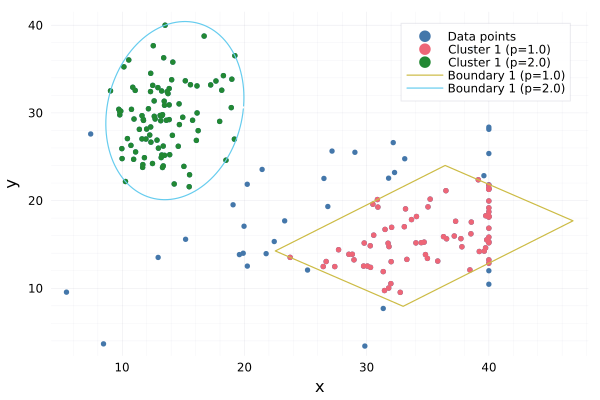 40
30
20
10
y
10
20
30
40
x
Data points
Cluster 1 (p=1.0)
Cluster 1 (p=2.0)
Boundary 1 (p=1.0)
Boundary 1 (p=2.0)